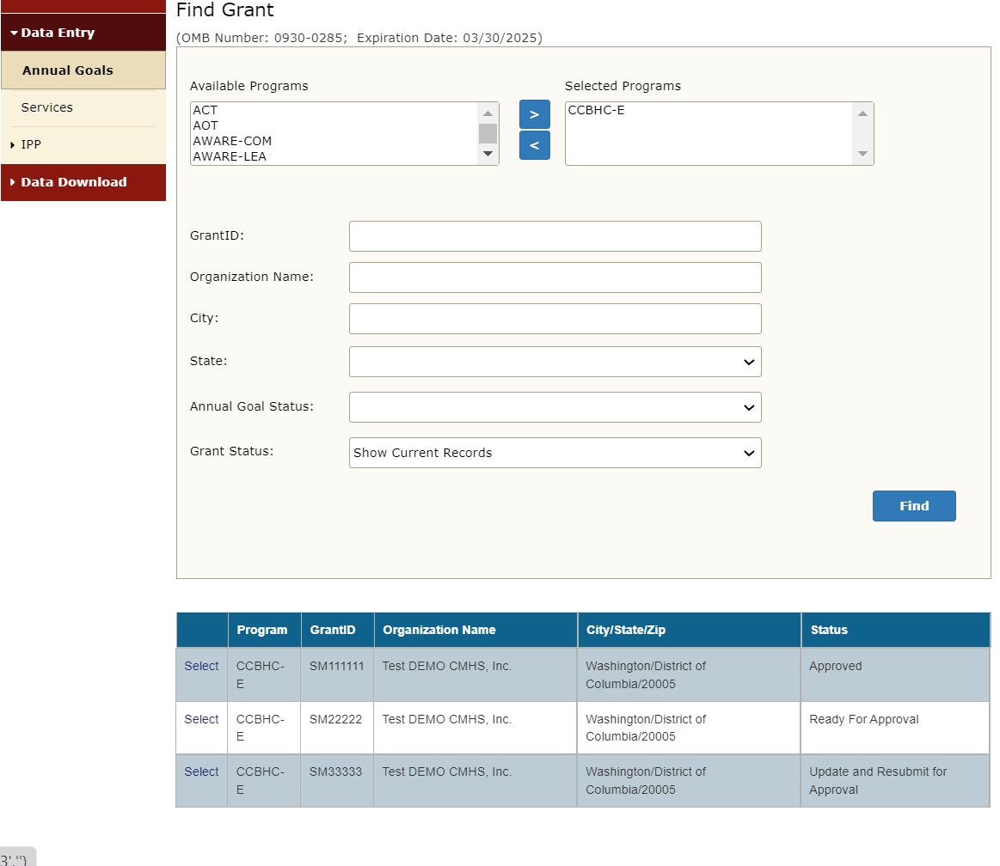 Find Grant
(OMB Number: 0930-0285; Expiration Date: 03/30/2025)
Data Entry
Annual Goals
Services
IPP
Data Download
Available Programs
ACT
AOT
AWARE-COM
AWARE-LEA
>
<
Selected Programs
CCBHC-E
GrantID:
Organization Name:
City:
State:
Annual Goal Status:
Grant Status: Show Current Records
Find
Program GrantID Organization Name City/State/Zip Status
Select CCBHC- SM111111 Test DEMO CMHS, Inc. Washington/District of Approved
E Columbia/20005
Select CCBHC- SM22222 Test DEMO CMHS, Inc. Washington/District of Ready For Approval
E Columbia/20005
Select CCBHC- SM33333 Test DEMO CMHS, Inc. Washington/District of Update and Resubmit for
E Columbia/20005 Approval
3','')